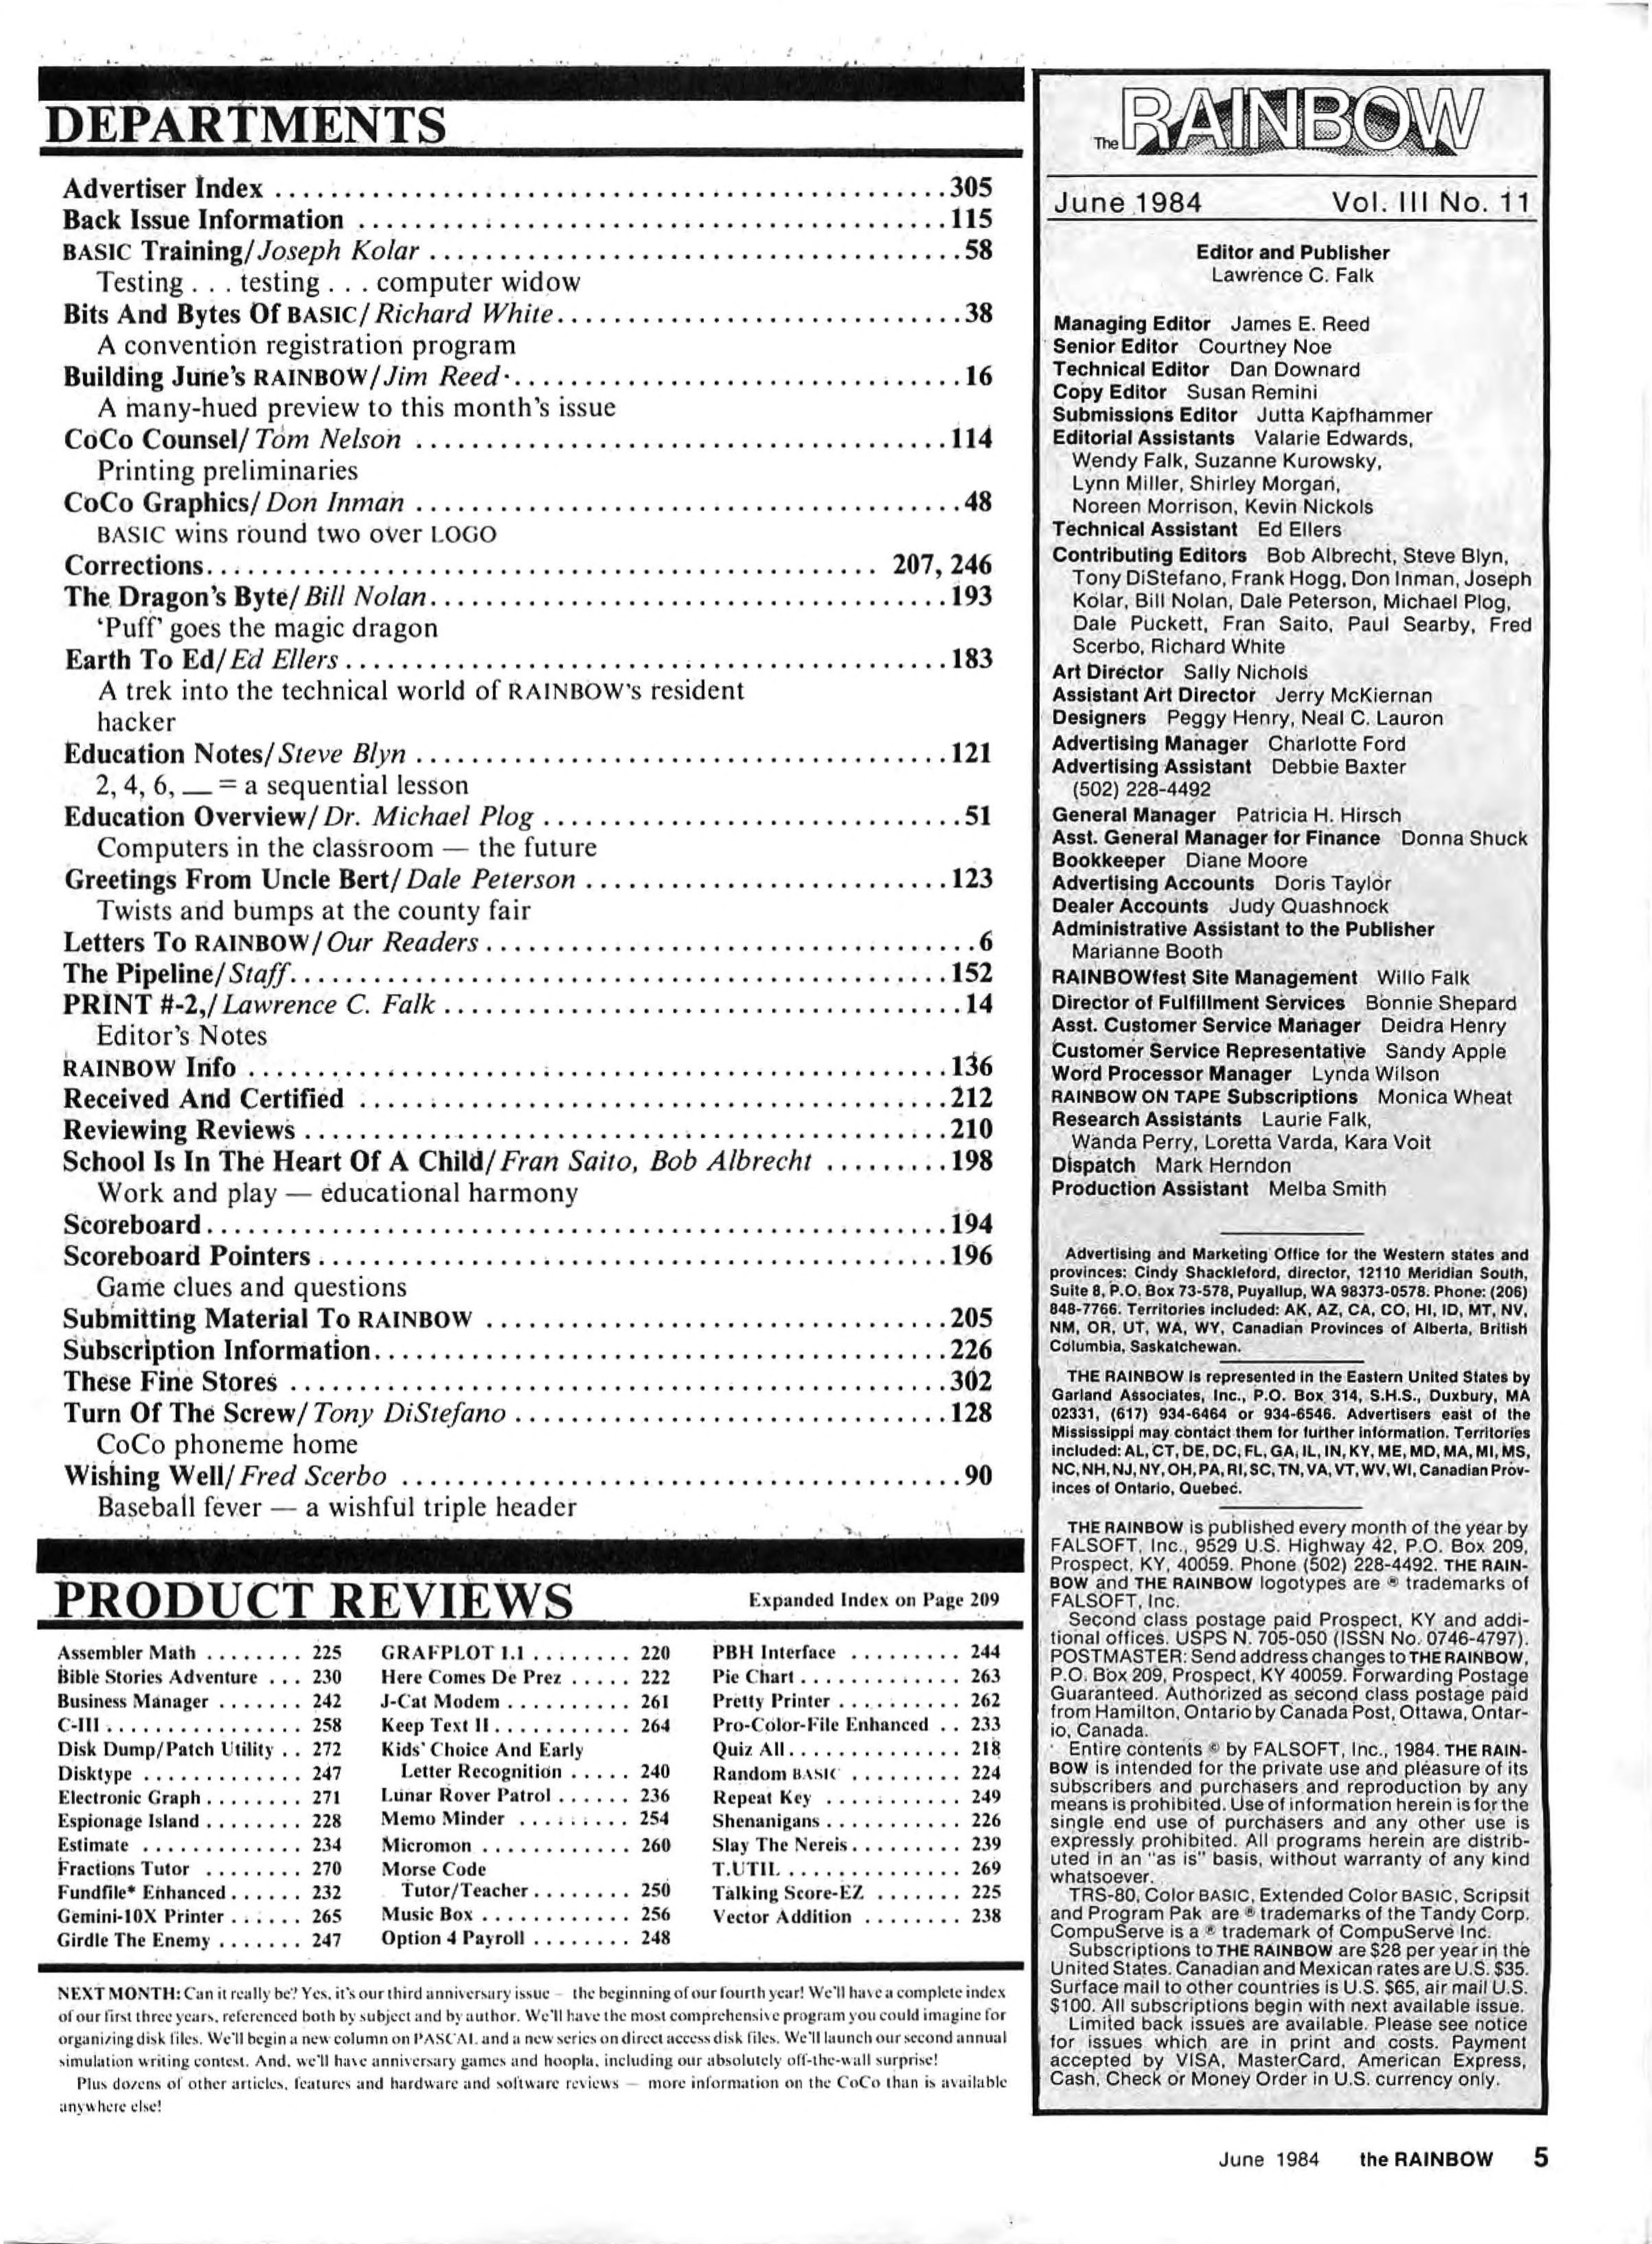 DEPARTMENTS
Advertiser Index . . . 305
Back Issue Information . . . 115
BASIC Training/Joseph Kolar . . . 58
Testing . . . testing . . . computer widow
Bits And Bytes Of BASIC/Richard White . . . 38
A convention registration program
Building June's RAINBOW/Jim Reed . . . 16
A many-hued preview to this month's issue
CoCo Counsel/Tom Nelson . . . 114
Printing preliminaries
CoCo Graphics/Don Inman . . . 48
BASIC wins round two over LOGO
Corrections . . . 207, 246
The Dragon's Byte/Bill Nolan . . . 193
'Puff' goes the magic dragon
Earth To Ed/Ed Ellers . . . 183
A trek into the technical world of RAINBOW's resident
hacker
Education Notes/Steve Blyn . . . 121
2, 4, 6, __ = a sequential lesson
Education Overview/Dr. Michael Plog . . . 51
Computers in the classroom — the future
Greetings From Uncle Bert/Dale Peterson . . . 123
Twists and bumps at the county fair
Letters To RAINBOW/Our Readers . . . 6
The Pipeline/Staff . . . 152
PRINT #-2,/Lawrence C. Falk . . . 14
Editor's Notes
RAINBOW Info . . . 136
Received And Certified . . . 212
Reviewing Reviews . . . 210
School Is In The Heart Of A Child/Fran Saito, Bob Albrecht . . . 198
Work and play — educational harmony
Scoreboard . . . 194
Scoreboard Pointers . . . 196
Game clues and questions
Submitting Material To RAINBOW . . . 205
Subscription Information . . . 226
These Fine Stores . . . 302
Turn Of The Screw/Tony DiStefano . . . 128
CoCo phoneme home
Wishing Well/Fred Scerbo . . . 90
Baseball fever — a wishful triple header
PRODUCT REVIEWS
Expanded Index on Page 209
Assembler Math . . . 225
Bible Stories Adventure . . . 230
Business Manager . . . 242
C-III . . . 258
Disk Dump/Patch Utility . . 272
Disktype . . . 247
Electronic Graph . . . 271
Espionage Island . . . 228
Estimate . . . 234
Fractions Tutor . . . 270
Fundfile* Enhanced . . . 232
Gemini-10X Printer . . . 265
Girdle The Enemy . . . 247
GRAFPLOT 1.1 . . . 220
Here Comes De Prez . . . 222
J-Cat Modem . . . 261
Keep Text II . . . 264
Kids' Choice And Early
Letter Recognition . . . 240
Lunar Rover Patrol . . . 236
Memo Minder . . . 254
Micromon . . . 260
Morse Code
Tutor/Teacher . . . 250
Music Box . . . 256
Option 4 Payroll . . . 248
PBH Interface . . . 244
Pie Chart . . . 263
Pretty Printer . . . 262
Pro-Color-File Enhanced . . 233
Quiz All . . . 218
Random BASIC . . . 224
Repeat Key . . . 249
Shenanigans . . . 226
Slay The Nereis . . . 239
T.UTIL . . . 269
Talking Score-EZ . . . 225
Vector Addition . . . 238
NEXT MONTH: Can it really be? Yes, it's our third anniversary issue – the beginning of our fourth year! We'll have a complete index
of our first three years, referenced both by subject and by author. We'll have the most comprehensive program you could imagine for
organizing disk files. We'll begin a new column on PASCAL and a new series on direct access disk files. We'll launch our second annual
simulation writing contest. And, we'll have anniversary games and hoopla, including our absolutely off-the-wall surprise!
Plus dozens of other articles, features and hardware and software reviews — more information on the CoCo than is available
anywhere else!
The RAINBOW
June 1984 Vol. III No. 11
Editor and Publisher
Lawrence C. Falk
Managing Editor James E. Reed
Senior Editor Courtney Noe
Technical Editor Dan Downard
Copy Editor Susan Remini
Submissions Editor Jutta Kapfhammer
Editorial Assistants Valarie Edwards,
Wendy Falk, Suzanne Kurowsky,
Lynn Miller, Shirley Morgan,
Noreen Morrison, Kevin Nickols
Technical Assistant Ed Ellers
Contributing Editors Bob Albrecht, Steve Blyn,
Tony DiStefano, Frank Hogg, Don Inman, Joseph
Kolar, Bill Nolan, Dale Peterson, Michael Plog,
Dale Puckett, Fran Saito, Paul Searby, Fred
Scerbo, Richard White
Art Director Sally Nichols
Assistant Art Director Jerry McKiernan
Designers Peggy Henry, Neal C. Lauron
Advertising Manager Charlotte Ford
Advertising Assistant Debbie Baxter
(502) 228-4492
General Manager Patricia H. Hirsch
Asst. General Manager for Finance Donna Shuck
Bookkeeper Diane Moore
Advertising Accounts Doris Taylor
Dealer Accounts Judy Quashnock
Administrative Assistant to the Publisher
Marianne Booth
RAINBOWfest Site Management Willo Falk
Director of Fulfillment Services Bonnie Shepard
Asst. Customer Service Manager Deidra Henry
Customer Service Representative Sandy Apple
Word Processor Manager Lynda Wilson
RAINBOW ON TAPE Subscriptions Monica Wheat
Research Assistants Laurie Falk,
Wanda Perry, Loretta Varda, Kara Voit
Dispatch Mark Herndon
Production Assistant Melba Smith
Advertising and Marketing Office for the Western states and
provinces: Cindy Shackleford, director, 12110 Meridian South,
Suite 8, P.O. Box 73-578, Puyallup, WA 98373-0578. Phone: (206)
848-7766. Territories included: AK, AZ, CA, CO, HI, ID, MT, NV,
NM, OR, UT, WA, WY, Canadian Provinces of Alberta, British
Columbia, Saskatchewan.
THE RAINBOW is represented in the Eastern United States by
Garland Associates, Inc., P.O. Box 314, S.H.S., Duxbury, MA
02331, (617) 934-6464 or 934-6546. Advertisers east of the
Mississippi may contact them for further information. Territories
included: AL, CT, DE, DC, FL, GA, IL, IN, KY, ME, MD, MA, MI, MS,
NC, NH, NJ, NY, OH, PA, RI, SC, TN, VA, VT, WV, WI, Canadian Prov-
inces of Ontario, Quebec.
THE RAINBOW is published every month of the year by
FALSOFT, Inc., 9529 U.S. Highway 42, P.O. Box 209,
Prospect, KY, 40059. Phone (502) 228-4492. THE RAIN-
BOW and THE RAINBOW logotypes are ® trademarks of
FALSOFT, Inc.
Second class postage paid Prospect, KY and addi-
tional offices. USPS N. 705-050 (ISSN No. 0746-4797).
POSTMASTER: Send address changes to THE RAINBOW,
P.O. Box 209, Prospect, KY 40059. Forwarding Postage
Guaranteed. Authorized as second class postage paid
from Hamilton, Ontario by Canada Post, Ottawa, Ontar-
io, Canada.
Entire contents © by FALSOFT, Inc., 1984. THE RAIN-
BOW is intended for the private use and pleasure of its
subscribers and purchasers and reproduction by any
means is prohibited. Use of information herein is for the
single end use of purchasers and any other use is
expressly prohibited. All programs herein are distrib-
uted in an "as is" basis, without warranty of any kind
whatsoever.
TRS-80, Color BASIC, Extended Color BASIC, Scripsit
and Program Pak are ® trademarks of the Tandy Corp.
CompuServe is a ® trademark of CompuServe Inc.
Subscriptions to THE RAINBOW are $28 per year in the
United States. Canadian and Mexican rates are U.S. $35.
Surface mail to other countries is U.S. $65, air mail U.S.
$100. All subscriptions begin with next available issue.
Limited back issues are available. Please see notice
for issues which are in print and costs. Payment
accepted by VISA, MasterCard, American Express,
Cash, Check or Money Order in U.S. currency only.
June 1984 the RAINBOW 5